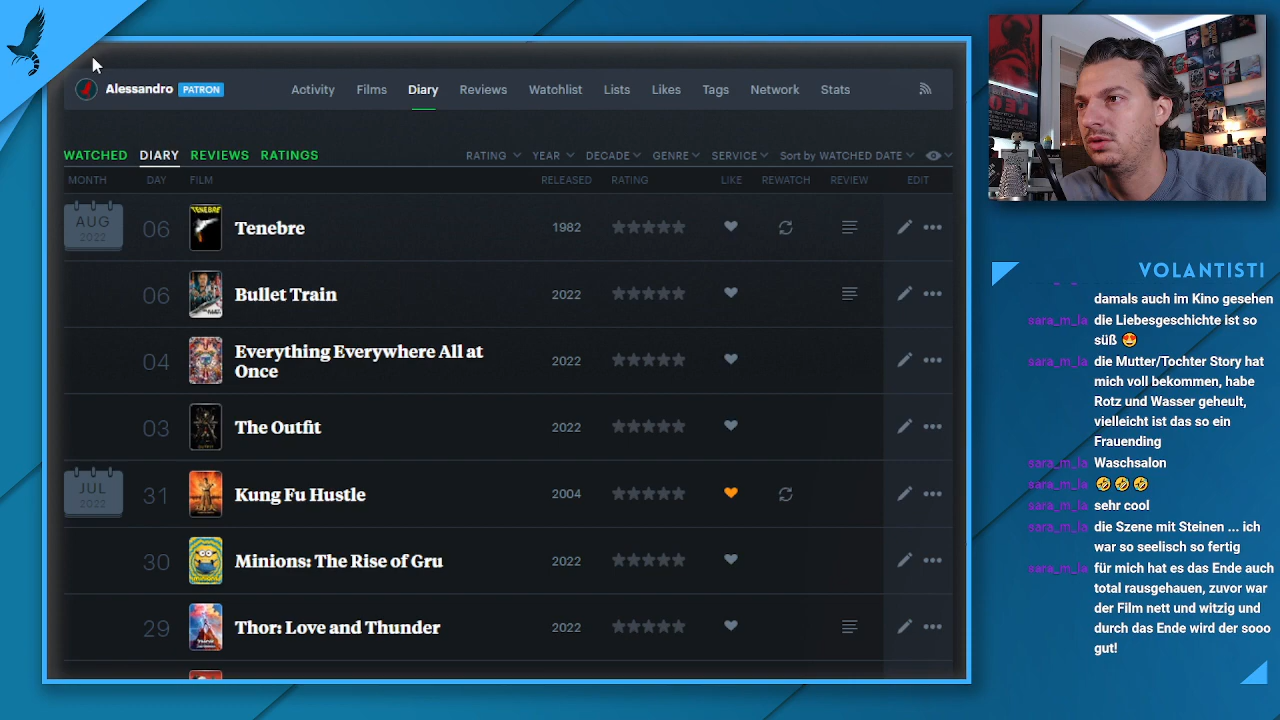 Alessandro PATRON Activity Films Diary Reviews Watchlist Lists Likes Tags Network Stats
WATCHED DIARY REVIEWS RATINGS RATING YEAR DECADE GENRE SERVICE Sort by WATCHED DATE
MONTH DAY FILM RELEASED RATING LIKE REWATCH REVIEW EDIT
AUG 2022 06 Tenebre 1982
06 Bullet Train 2022
04 Everything Everywhere All at
Once 2022
03 The Outfit 2022
JUL 2022 31 Kung Fu Hustle 2004
30 Minions: The Rise of Gru 2022
29 Thor: Love and Thunder 2022
VOLANTISTI
damals auch im Kino gesehen
sara_m_la die Liebesgeschichte ist so
süß 😍
sara_m_la die Mutter/Tochter Story hat
mich voll bekommen, habe
Rotz und Wasser geheult,
vielleicht ist das so ein
Frauending
sara_m_la Waschsalon
sara_m_la 🤣🤣🤣
sara_m_la sehr cool
sara_m_la die Szene mit Steinen ... ich
war so seelisch so fertig
sara_m_la für mich hat es das Ende auch
total rausgehauen, zuvor war
der Film nett und witzig und
durch das Ende wird der sooo
gut!